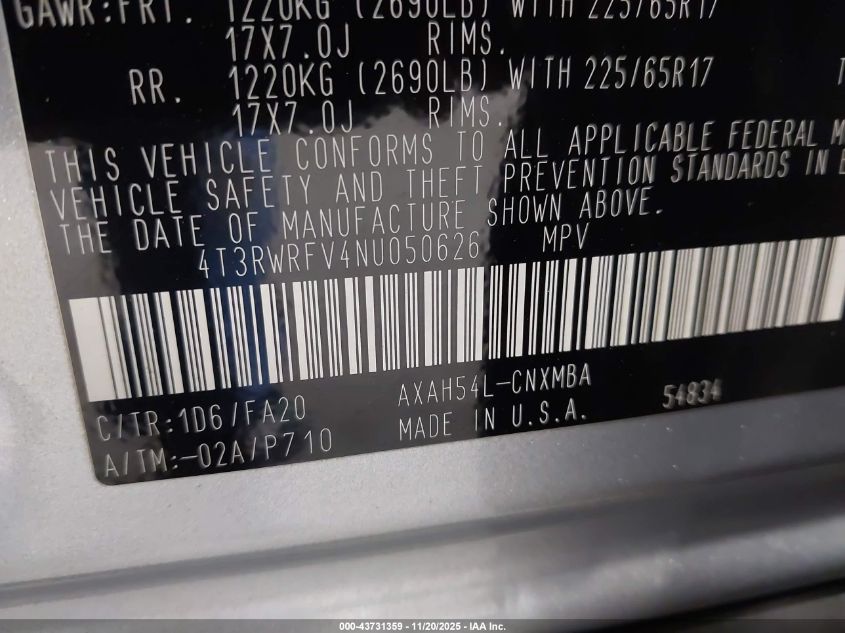 GAWR:FRT. 1220KG (2690LB) WITH 225/65R17
17X7.0J RIMS.
RR. 1220KG (2690LB) WITH 225/65R17
17X7.0J RIMS.
THIS VEHICLE CONFORMS TO ALL APPLICABLE FEDERAL
VEHICLE SAFETY AND THEFT PREVENTION STANDARDS IN
THE DATE OF MANUFACTURE SHOWN ABOVE.
4T3RWRFV4NU050626 MPV
C/TR:1D6/FA20 AXAH54L-CNXMBA 54834
A/TM:-02A/P710 MADE IN U.S.A.
000-43731359 - 11/20/2025 - IAA Inc.